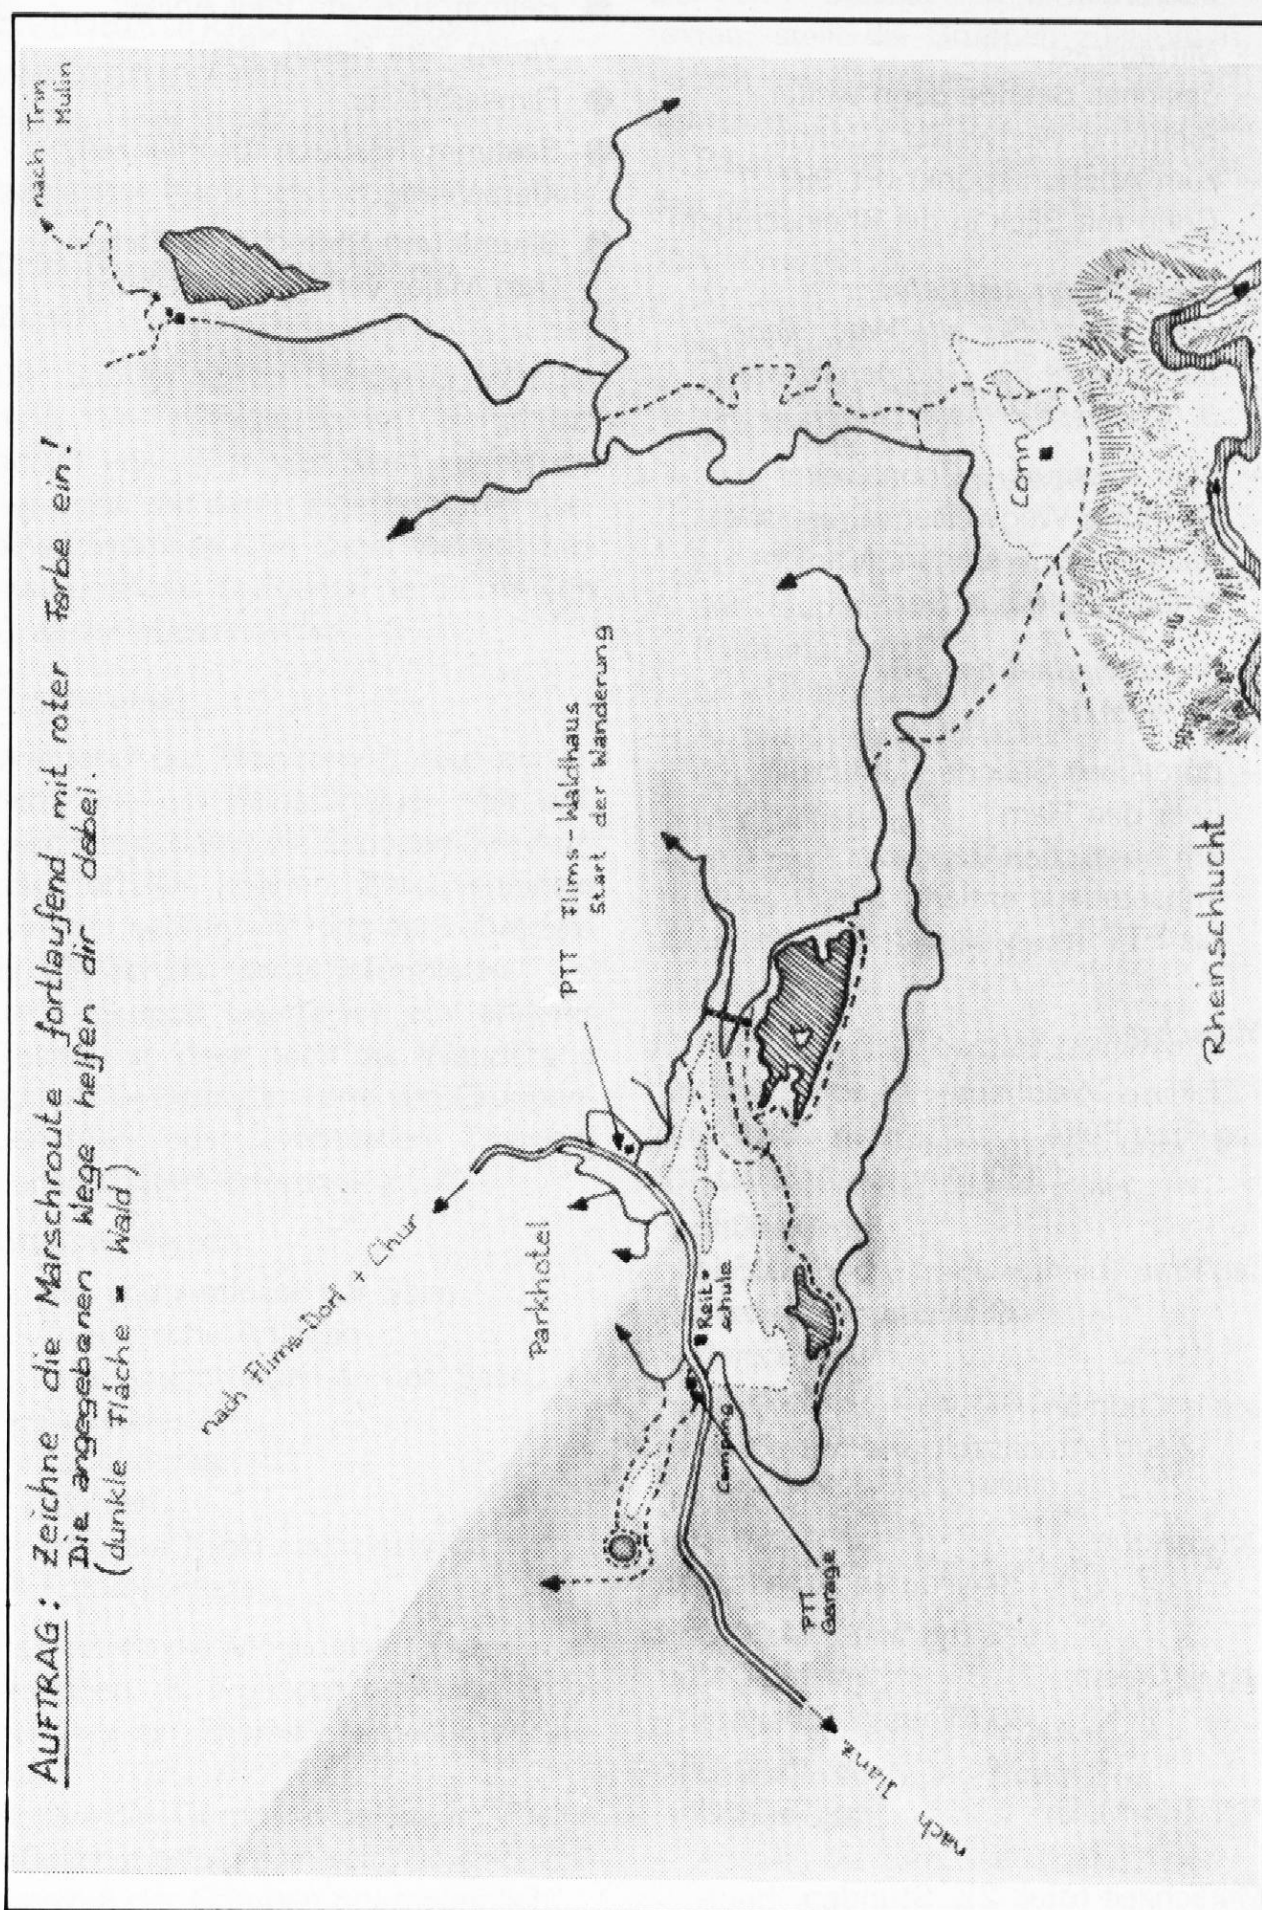 AUFTRAG: Zeichne die Marschroute fortlaufend mit roter Farbe ein!
Die angegebenen Wege helfen dir dabei.
(dunkle Fläche = Wald)
nach Trin
Mulin
nach Flims-Dorf + Chur
Parkhotel
PTT Flims-Waldhaus
Start der Wanderung
Reit=
schule
Camping
PTT
Garage
nach Ilanz
Conn
Rheinschlucht